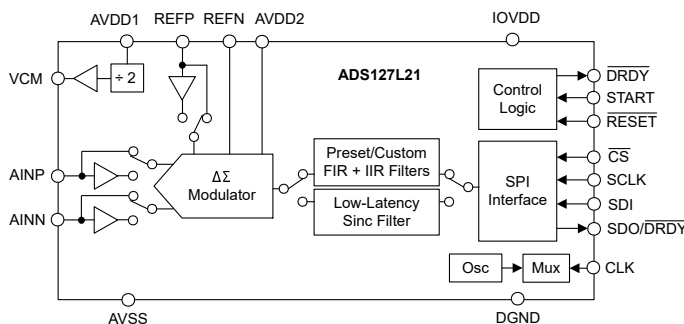 AVDD1 REFP REFN AVDD2 IOVDD
ADS127L21
VCM
÷ 2
Control
Logic
DRDY
START
RESET
AINP
AINN
ΔΣ
Modulator
Preset/Custom
FIR + IIR Filters
Low-Latency
Sinc Filter
SPI
Interface
CS
SCLK
SDI
SDO/DRDY
Osc
Mux
CLK
AVSS
DGND